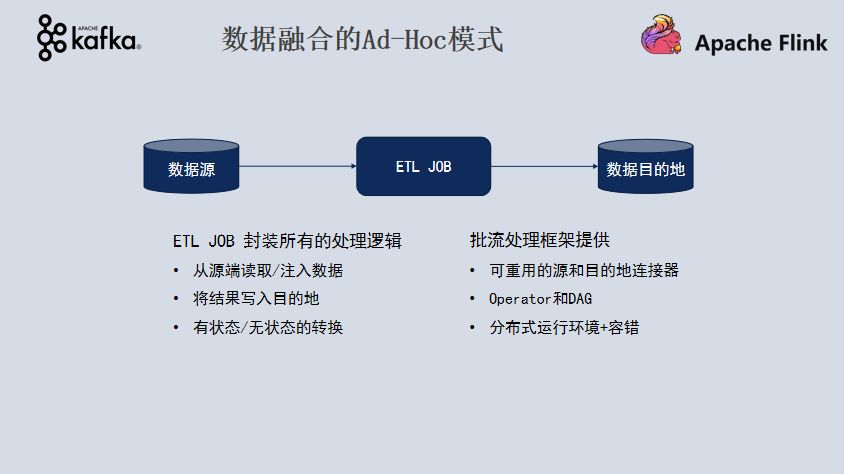 APACHE
kafka®
数据融合的Ad-Hoc模式
Apache Flink
数据源
ETL JOB
数据目的地
ETL JOB 封装所有的处理逻辑
• 从源端读取/注入数据
• 将结果写入目的地
• 有状态/无状态的转换
批流处理框架提供
• 可重用的源和目的地连接器
• Operator和DAG
• 分布式运行环境+容错